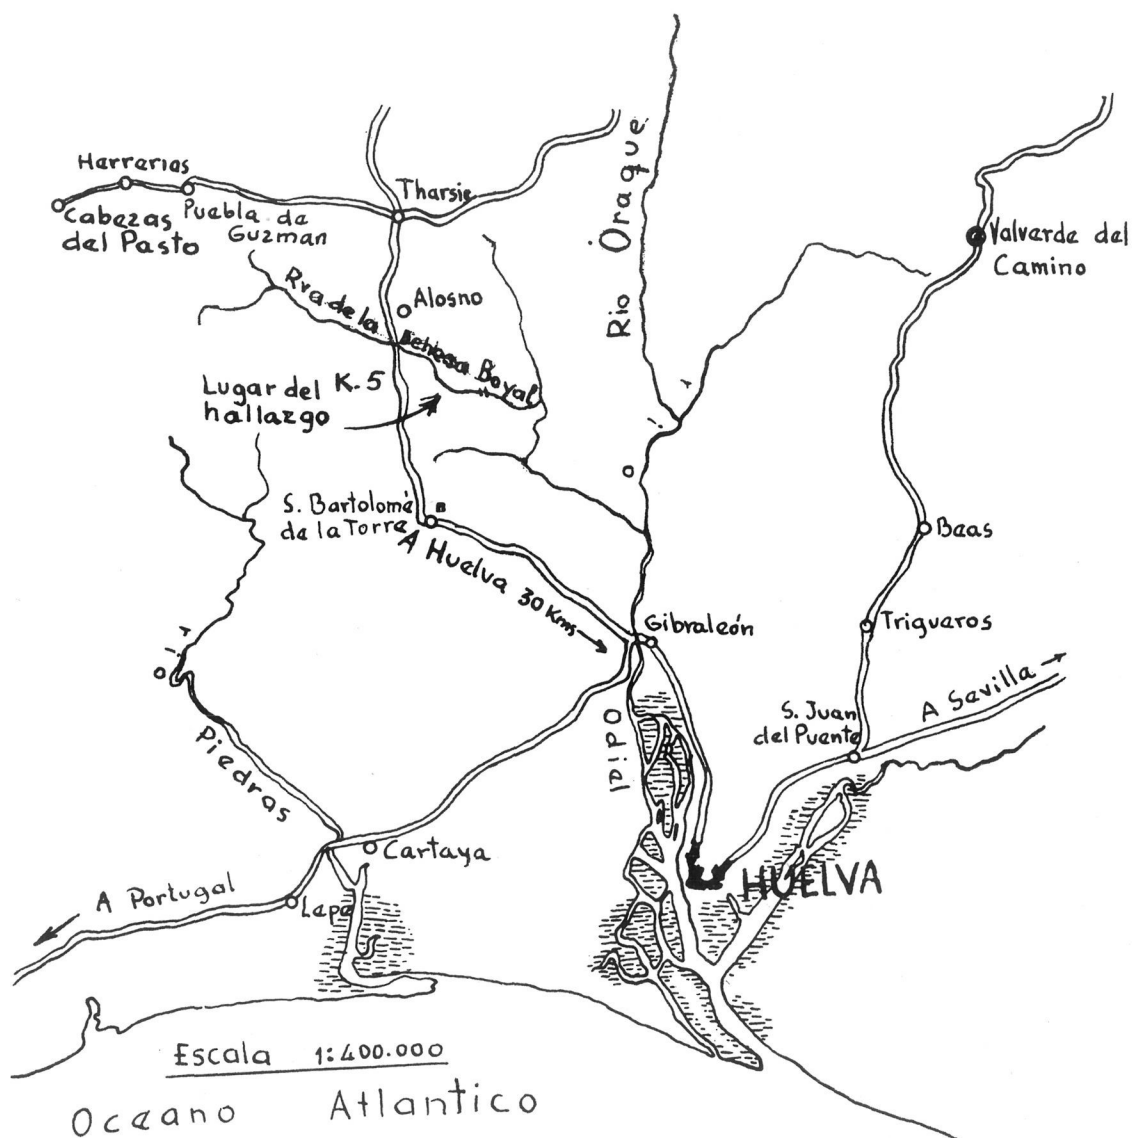 Rio Oraque
Herrerias
Cabezas
del Pasto
Puebla de
Guzman
Tharsis
Valverde del
Camino
Rva de la Dehesa Boyal
Alosno
Lugar del K.5
hallazgo
S. Bartolomé
de la Torre
A Huelva 30 Kms
Beas
Gibraleón
Trigueros
A Sevilla
S. Juan
del Puente
Odiel
Rio
Piedras
Cartaya
HUELVA
A Portugal
Lepe
Escala 1:400.000
Oceano Atlantico